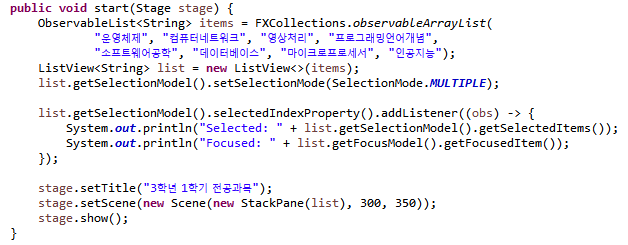 public void start(Stage stage) {
    ObservableList<String> items = FXCollections.observableArrayList(
            "운영체제", "컴퓨터네트워크", "영상처리", "프로그래밍언어개념",
            "소프트웨어공학", "데이터베이스", "마이크로프로세서", "인공지능");
    ListView<String> list = new ListView<>(items);
    list.getSelectionModel().setSelectionMode(SelectionMode.MULTIPLE);

    list.getSelectionModel().selectedIndexProperty().addListener((obs) -> {
        System.out.println("Selected: " + list.getSelectionModel().getSelectedItems());
        System.out.println("Focused: " + list.getFocusModel().getFocusedItem());
    });

    stage.setTitle("3학년 1학기 전공과목");
    stage.setScene(new Scene(new StackPane(list), 300, 350));
    stage.show();
}